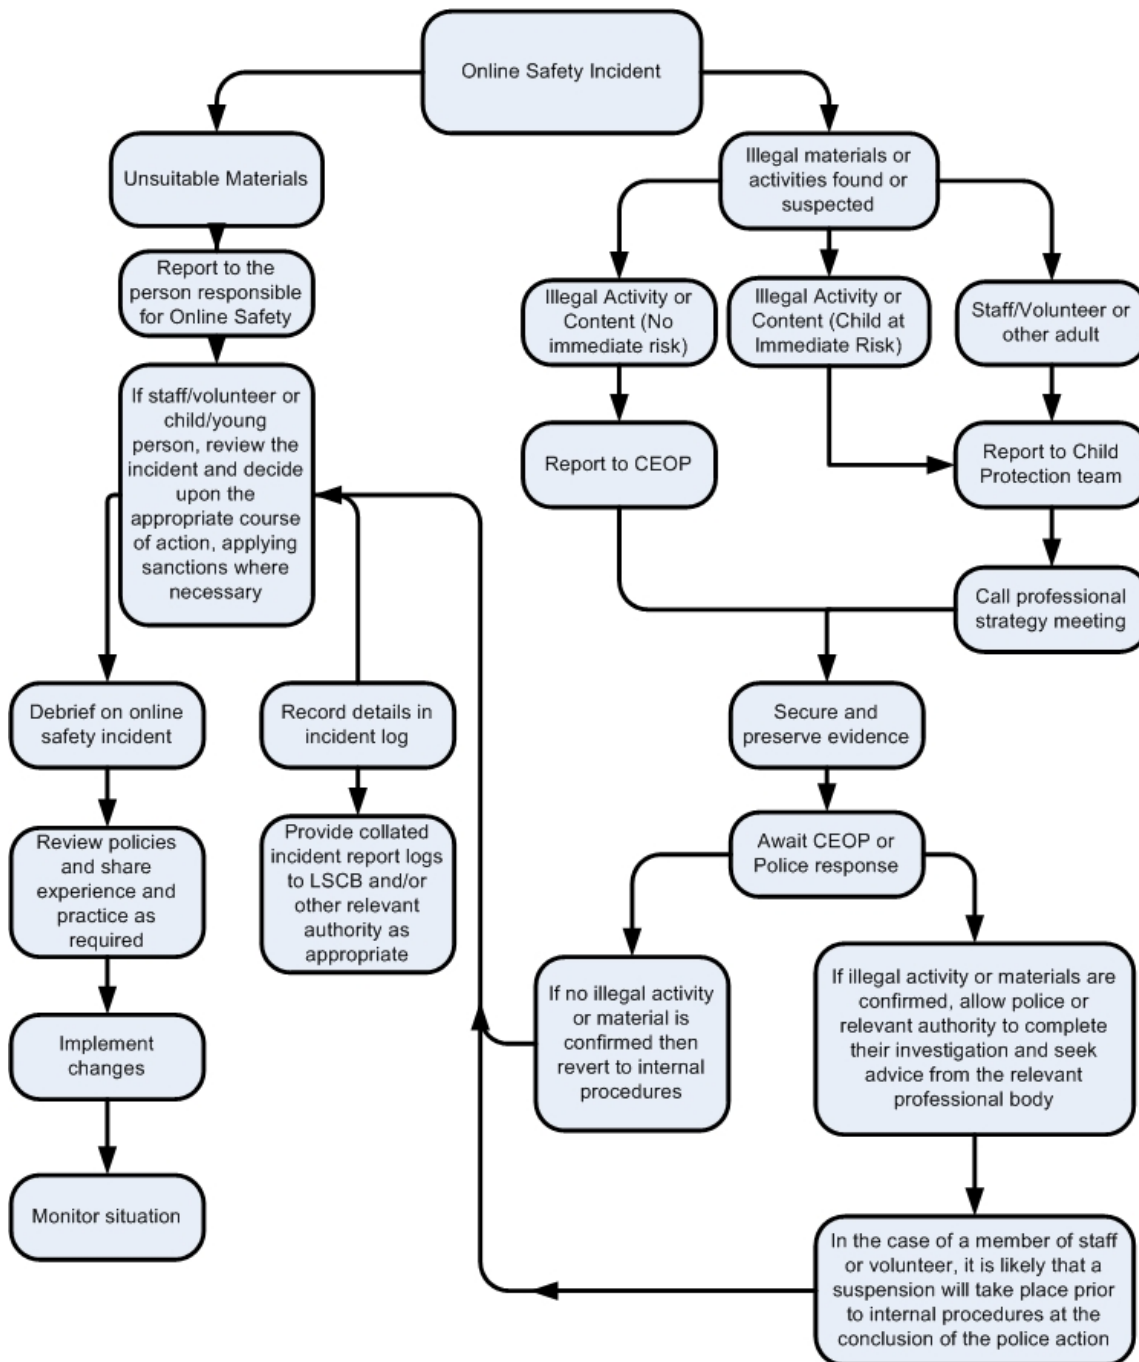 Online Safety Incident
Unsuitable Materials
Illegal materials or
activities found or
suspected
Report to the
person responsible
for Online Safety
Illegal Activity or
Content (No
immediate risk)
Illegal Activity or
Content (Child at
Immediate Risk)
Staff/Volunteer or
other adult
If staff/volunteer or
child/young
person, review the
incident and decide
upon the
appropriate course
of action, applying
sanctions where
necessary
Report to CEOP
Report to Child
Protection team
Call professional
strategy meeting
Debrief on online
safety incident
Record details in
incident log
Secure and
preserve evidence
Review policies
and share
experience and
practice as
required
Provide collated
incident report logs
to LSCB and/or
other relevant
authority as
appropriate
Await CEOP or
Police response
If no illegal activity
or material is
confirmed then
revert to internal
procedures
If illegal activity or materials are
confirmed, allow police or
relevant authority to complete
their investigation and seek
advice from the relevant
professional body
Implement
changes
Monitor situation
In the case of a member of staff
or volunteer, it is likely that a
suspension will take place prior
to internal procedures at the
conclusion of the police action